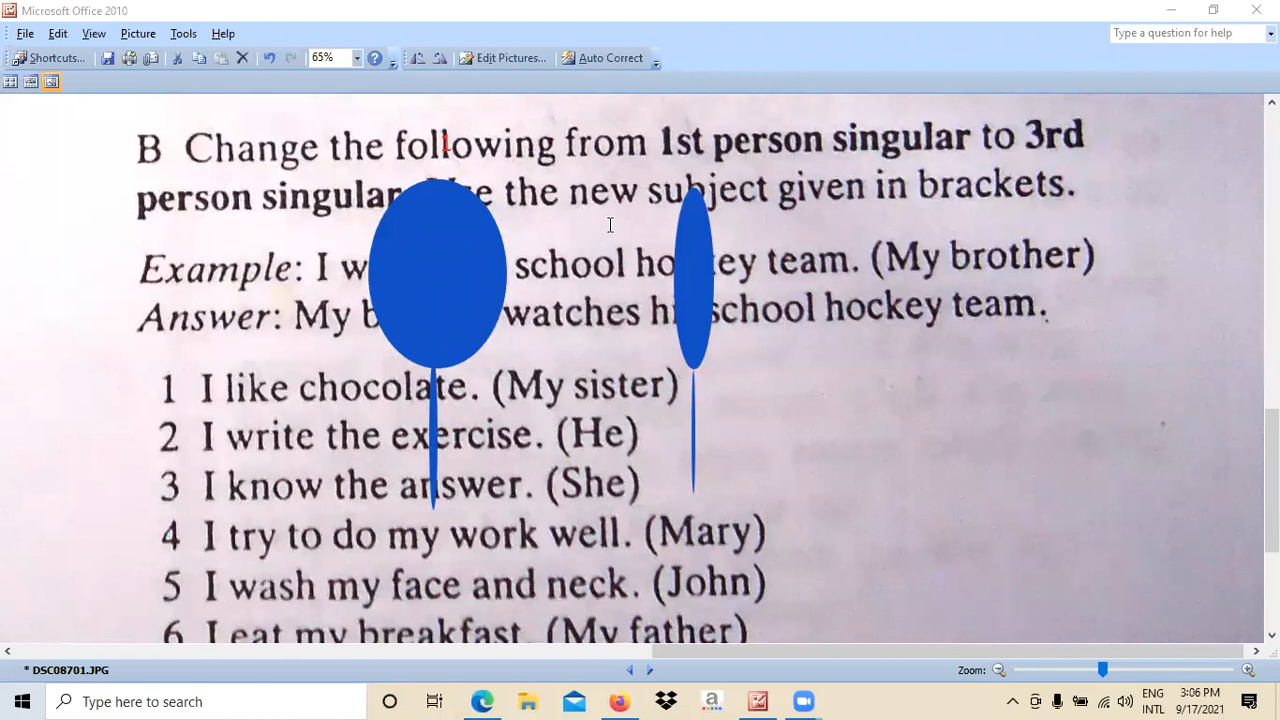 Microsoft Office 2010
File Edit View Picture Tools Help
Type a question for help
Shortcuts... 65% Edit Pictures... Auto Correct
B Change the following from 1st person singular to 3rd
person singular the new subject given in brackets.
Example: I school team. (My brother)
Answer: My watches school hockey team.
1 I like chocolate. (My sister)
2 I write the exercise. (He)
3 I know the answer. (She)
4 I try to do my work well. (Mary)
5 I wash my face and neck. (John)
6 I eat my breakfast. (My father)
* DSC08701.JPG
Zoom:
Type here to search
ENG 3:06 PM
INTL 9/17/2021